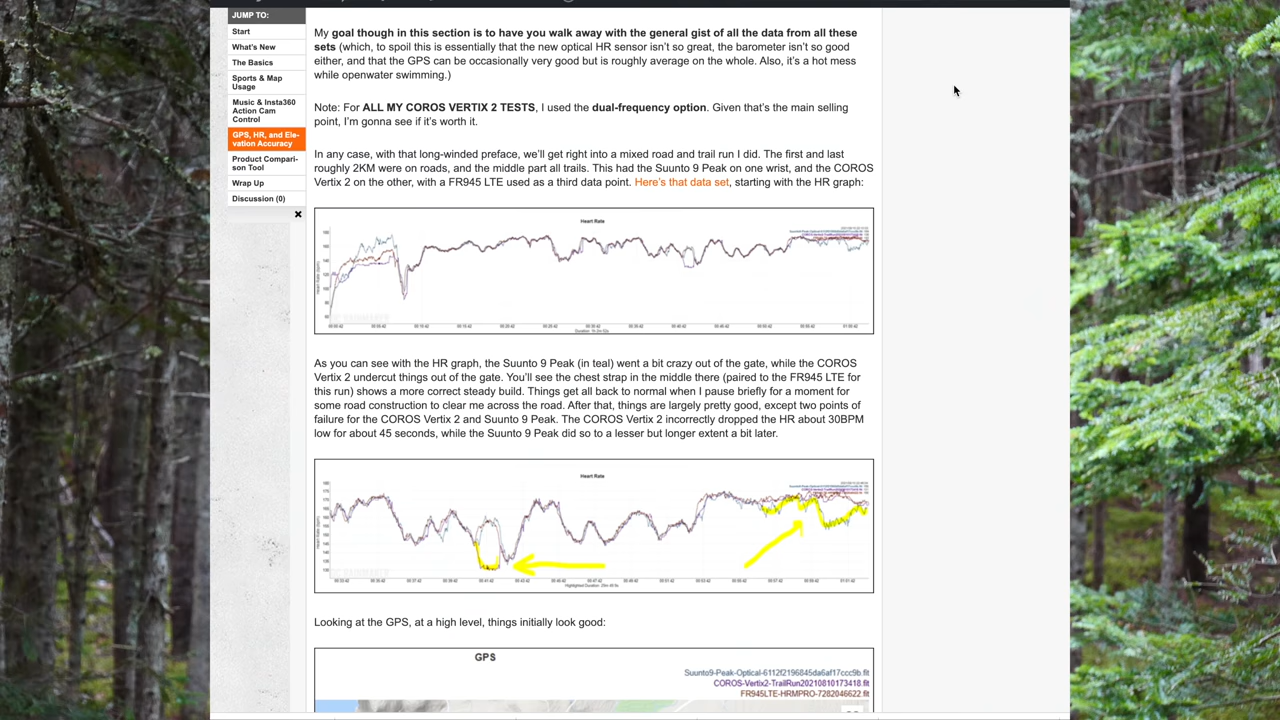 JUMP TO:
Start
What's New
The Basics
Sports & Map
Usage
Music & Insta360
Action Cam
Control
GPS, HR, and Ele-
vation Accuracy
Product Compari-
son Tool
Wrap Up
Discussion (0)
My goal though in this section is to have you walk away with the general gist of all the data from all these
sets (which, to spoil this is essentially that the new optical HR sensor isn't so great, the barometer isn't so good
either, and that the GPS can be occasionally very good but is roughly average on the whole. Also, it's a hot mess
while openwater swimming.)
Note: For ALL MY COROS VERTIX 2 TESTS, I used the dual-frequency option. Given that's the main selling
point, I'm gonna see if it's worth it.
In any case, with that long-winded preface, we'll get right into a mixed road and trail run I did. The first and last
roughly 2KM were on roads, and the middle part all trails. This had the Suunto 9 Peak on one wrist, and the COROS
Vertix 2 on the other, with a FR945 LTE used as a third data point. Here's that data set, starting with the HR graph:
Heart Rate
As you can see with the HR graph, the Suunto 9 Peak (in teal) went a bit crazy out of the gate, while the COROS
Vertix 2 undercut things out of the gate. You'll see the chest strap in the middle there (paired to the FR945 LTE for
this run) shows a more correct steady build. Things get all back to normal when I pause briefly for a moment for
some road construction to clear me across the road. After that, things are largely pretty good, except two points of
failure for the COROS Vertix 2 and Suunto 9 Peak. The COROS Vertix 2 incorrectly dropped the HR about 30BPM
low for about 45 seconds, while the Suunto 9 Peak did so to a lesser but longer extent a bit later.
Heart Rate
Looking at the GPS, at a high level, things initially look good:
GPS
Suunto9-Peak-Optical-6112f2196845da6af17ccc9b.fit
COROS-Vertix2-TrailRun20210810173418.fit
FR945LTE-HRMPRO-7282046622.fit